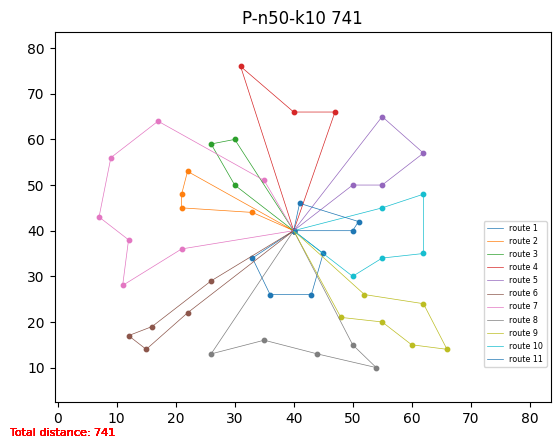 P-n50-k10 741
80
70
60
50
40
30
20
10
0 10 20 30 40 50 60 70 80
route 1
route 2
route 3
route 4
route 5
route 6
route 7
route 8
route 9
route 10
route 11
Total distance: 741